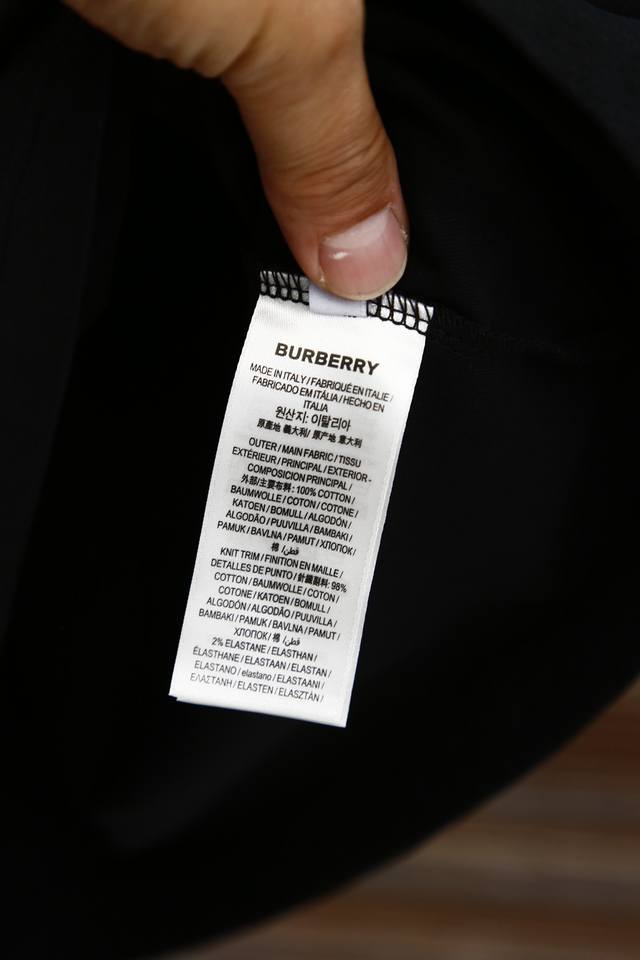 BURBERRY
MADE IN ITALY / FABRIQUÉ EN ITALIE /
FABRICADO EM ITÁLIA / HECHO EN
ITALIA
원산지: 이탈리아
原產地 義大利/ 原产地 意大利
OUTER / MAIN FABRIC / TISSU
EXTÉRIEUR / PRINCIPAL / EXTERIOR -
COMPOSICION PRINCIPAL /
外部/主要布料: 100% COTTON /
BAUMWOLLE / COTON / COTONE /
KATOEN / BOMULL / ALGODÓN /
ALGODÃO / PUUVILLA / BAMBAKI /
PAMUK / BAVLNA / PAMUT / ХЛОПОК /
棉 / قطن
KNIT TRIM / FINITION EN MAILLE /
DETALLES DE PUNTO / 針織副料: 98%
COTTON / BAUMWOLLE / COTON /
COTONE / KATOEN / BOMULL /
ALGODÓN / ALGODÃO / PUUVILLA /
BAMBAKI / PAMUK / BAVLNA / PAMUT /
ХЛОПОК / 棉 / قطن
2% ELASTANE / ELASTHAN /
ÉLASTHANE / ELASTAAN / ELASTAN /
ELASTANO / elastano / ELASTAANI /
ΕΛΑΣΤΑΝΗ / ELASTEN / ELASZTÁN /